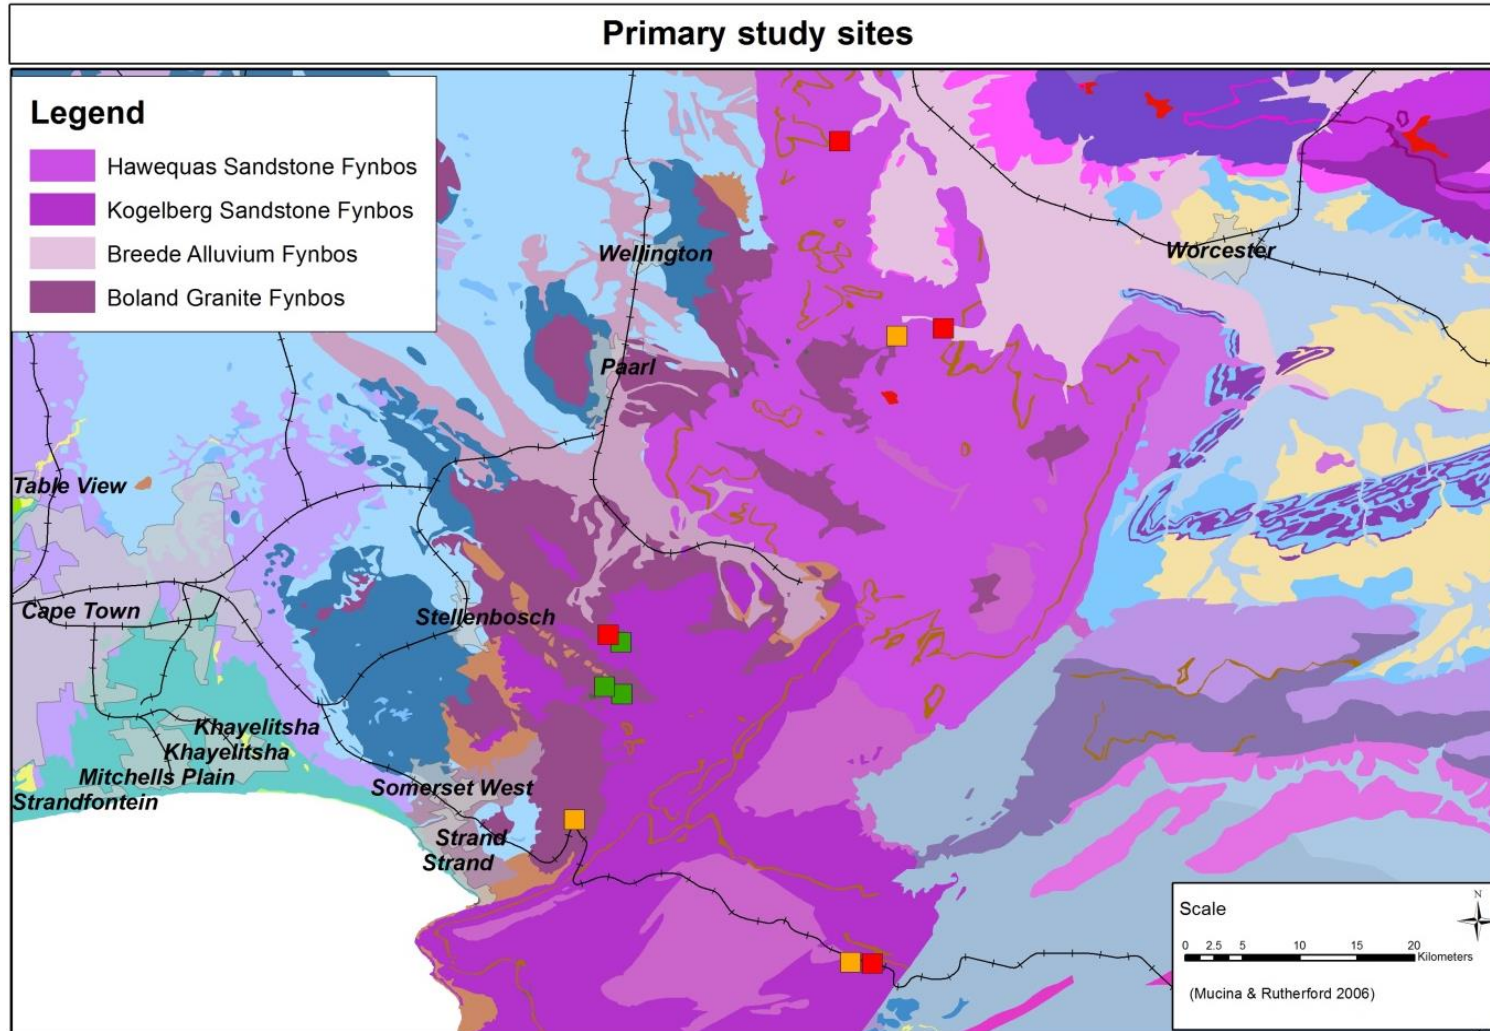 Primary study sites
Legend
Hawequas Sandstone Fynbos
Kogelberg Sandstone Fynbos
Breede Alluvium Fynbos
Boland Granite Fynbos
Wellington
Worcester
Paarl
Table View
Cape Town
Stellenbosch
Khayelitsha
Khayelitsha
Mitchells Plain
Strandfontein
Somerset West
Strand
Strand
Scale
N
0 2.5 5 10 15 20
Kilometers
(Mucina & Rutherford 2006)